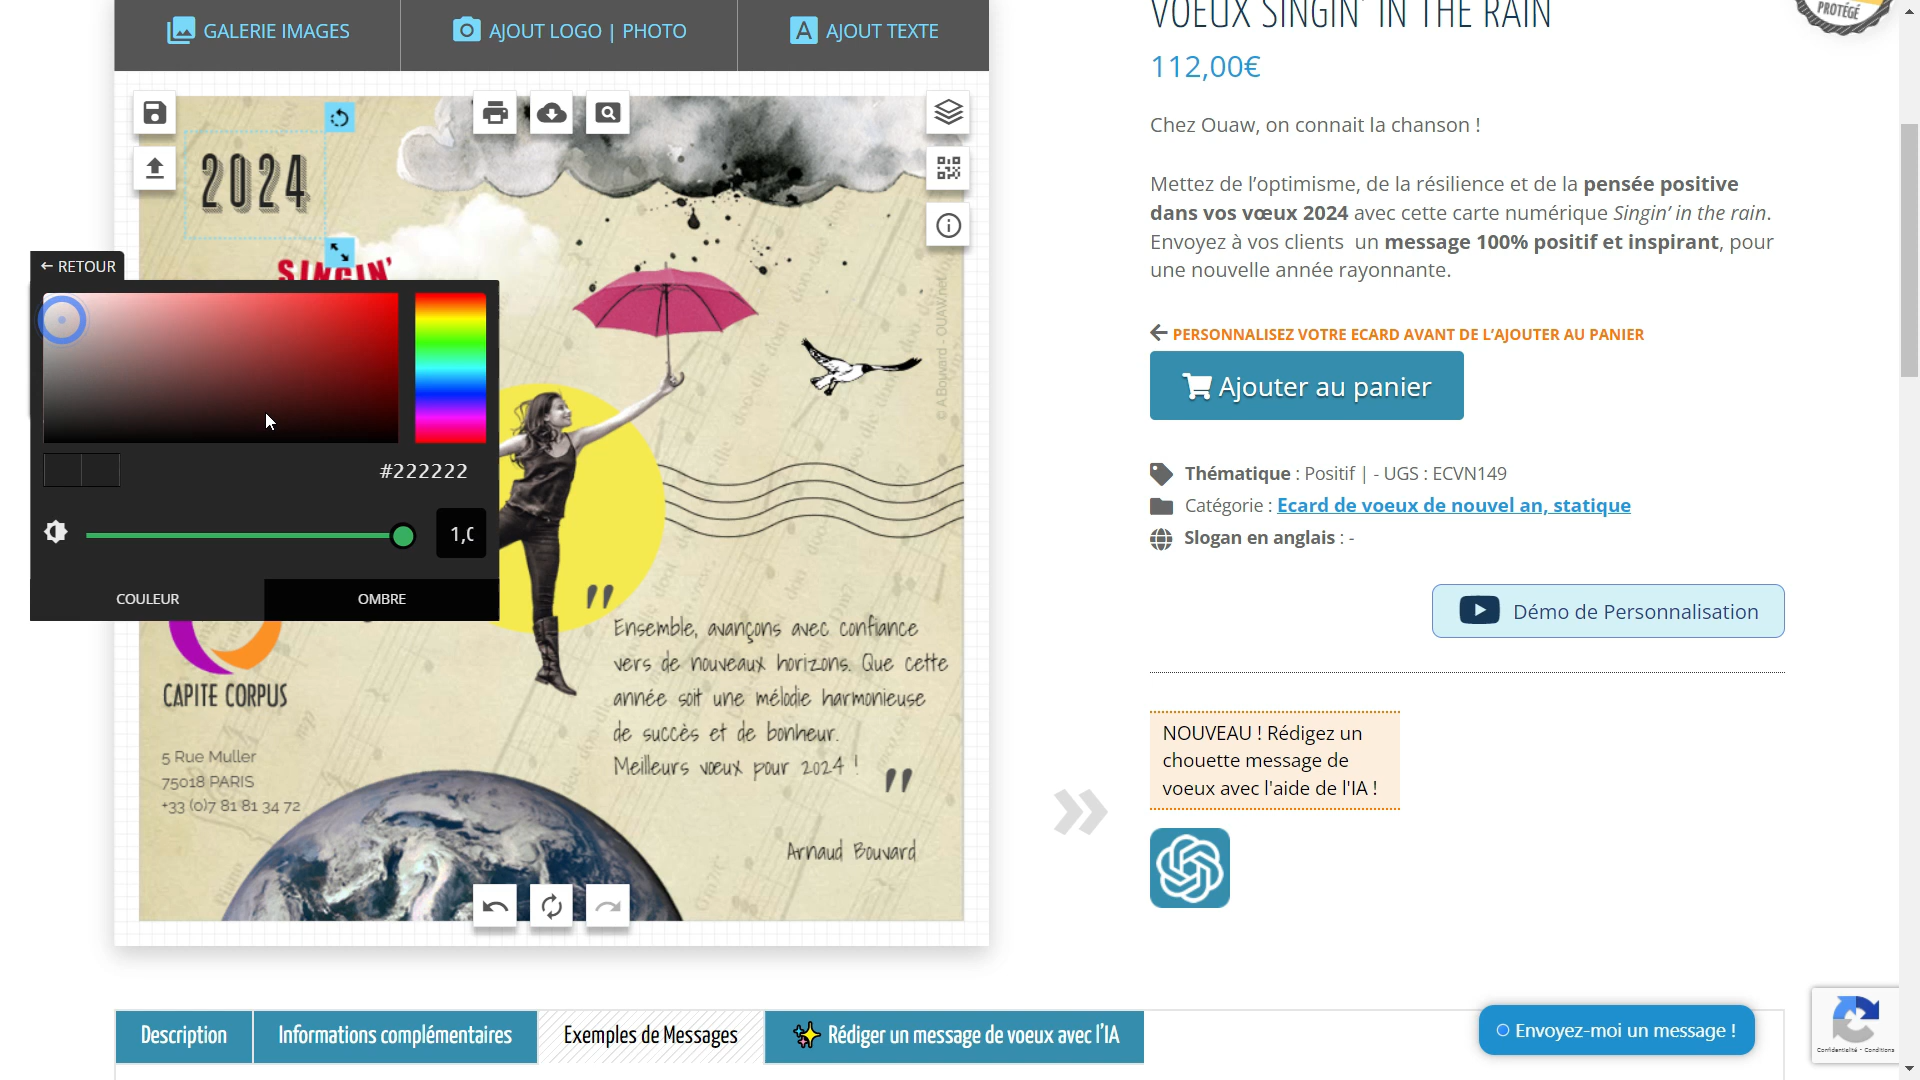 GALERIE IMAGES
AJOUT LOGO | PHOTO
AJOUT TEXTE
2024
SINGIN'
RETOUR
#222222
1,0
COULEUR
OMBRE
© A.Bouvard - OUAW.net
CAPITE CORPUS
5 Rue Muller
75018 PARIS
+33 (0)7 81 81 34 72
"
Ensemble, avançons avec confiance
vers de nouveaux horizons. Que cette
année soit une mélodie harmonieuse
de succès et de bonheur.
Meilleurs vœux pour 2024 !
"
Arnaud Bouvard
VOEUX SINGIN' IN THE RAIN
PROTÉGÉ
112,00€
Chez Ouaw, on connait la chanson !
Mettez de l’optimisme, de la résilience et de la pensée positive
dans vos vœux 2024 avec cette carte numérique Singin’ in the rain.
Envoyez à vos clients un message 100% positif et inspirant, pour
une nouvelle année rayonnante.
PERSONNALISEZ VOTRE ECARD AVANT DE L’AJOUTER AU PANIER
Ajouter au panier
Thématique : Positif | - UGS : ECVN149
Catégorie : Ecard de voeux de nouvel an, statique
Slogan en anglais : -
Démo de Personnalisation
NOUVEAU ! Rédigez un
chouette message de
voeux avec l'aide de l'IA !
Description
Informations complémentaires
Exemples de Messages
Rédiger un message de voeux avec l’IA
Envoyez-moi un message !
Confidentialité - Conditions